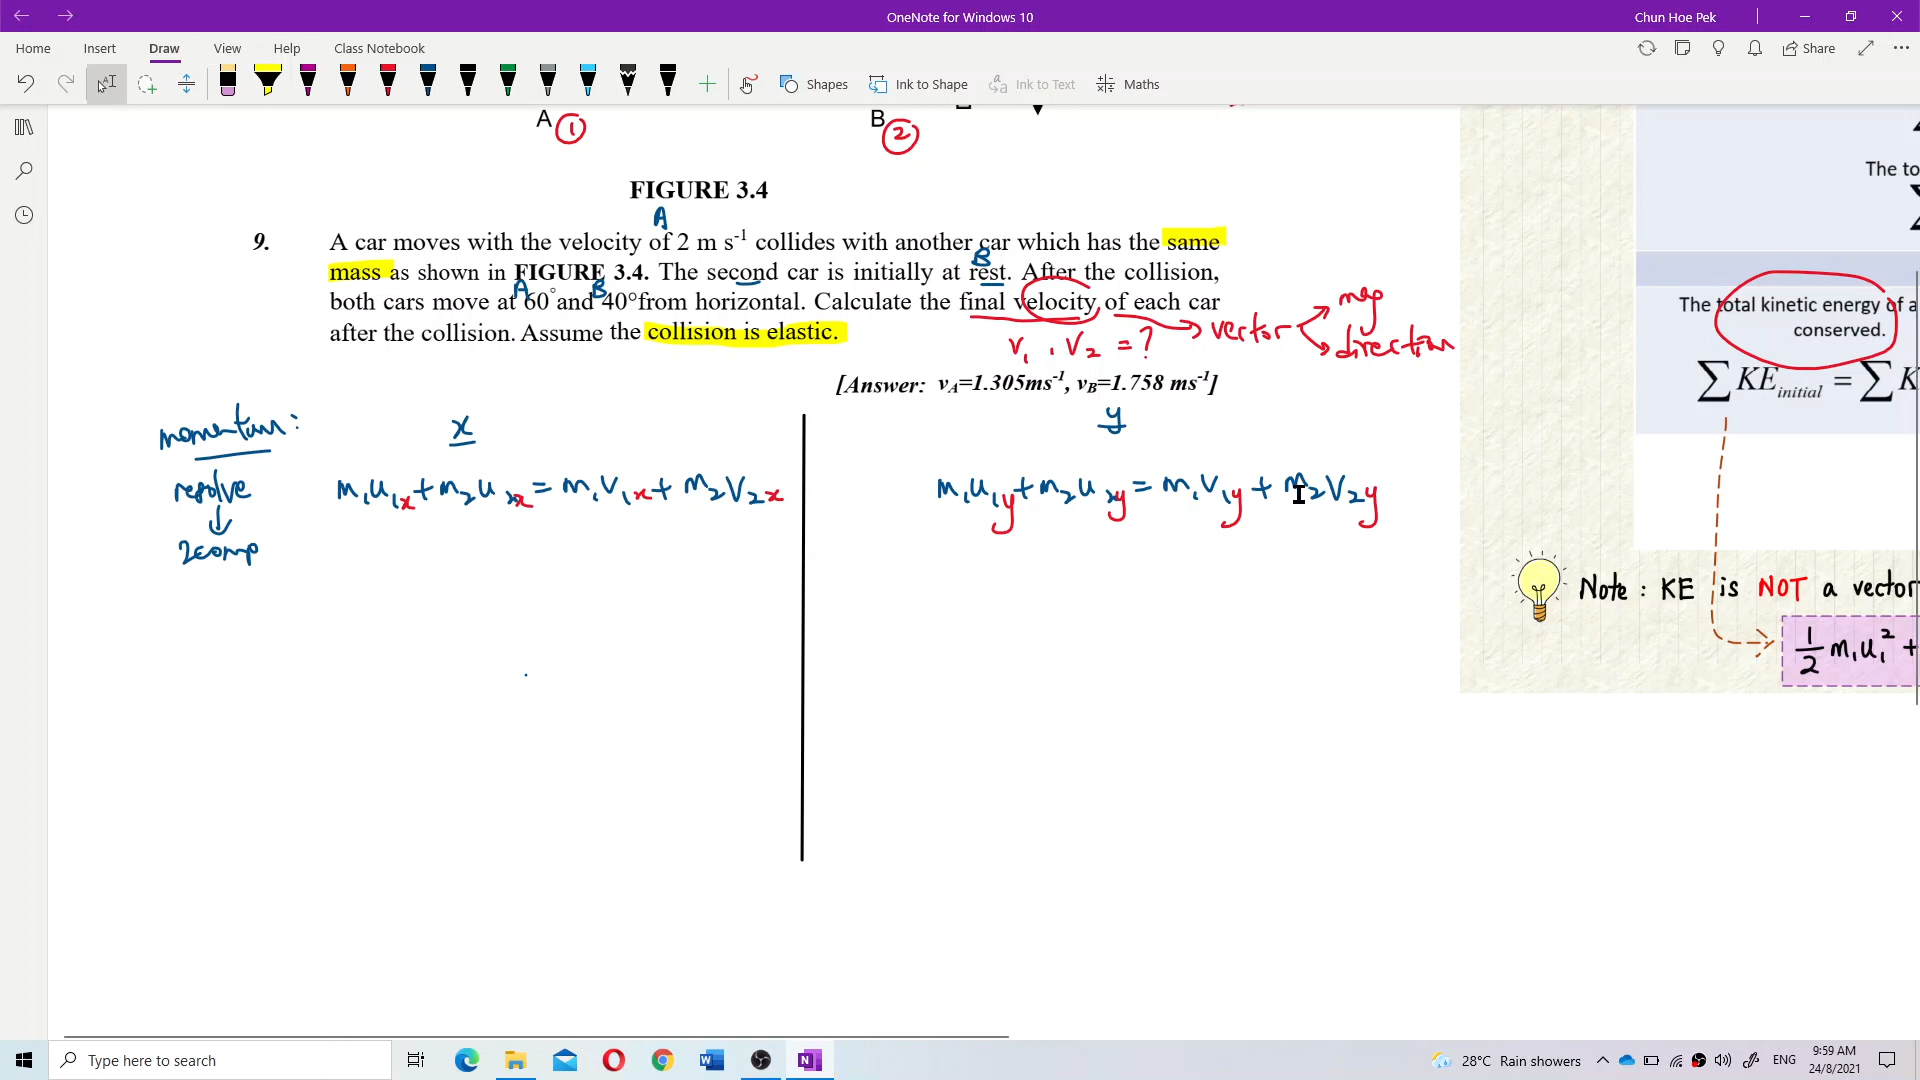 OneNote for Windows 10
Chun Hoe Pek
Home Insert Draw View Help Class Notebook
Share
Shapes Ink to Shape Ink to Text Maths
A ① B ②
FIGURE 3.4
A
9. A car moves with the velocity of 2 m s-1 collides with another car which has the same
B
mass as shown in FIGURE 3.4. The second car is initially at rest. After the collision,
A B
both cars move at 60° and 40°from horizontal. Calculate the final velocity of each car
after the collision. Assume the collision is elastic.
v₁ , v₂ = ? vector mag
direction
[Answer: vA=1.305ms-1, vB=1.758 ms-1]
momentum:
resolve
↓
2comp
x
m₁u₁x + m₂u₂x = m₁v₁x + m₂v₂x
y
m₁u₁y + m₂u₂y = m₁v₁y + m₂v₂y
The to
The total kinetic energy of a
conserved.
∑KEinitial = ∑K
Note : KE is NOT a vector
1/2 m₁u₁² +
Type here to search
28°C Rain showers
ENG
9:59 AM
24/8/2021